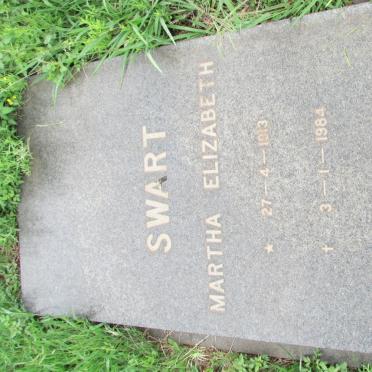 SWART
MARTHA ELIZABETH
★ 27—4—1913
† 3—1—1984